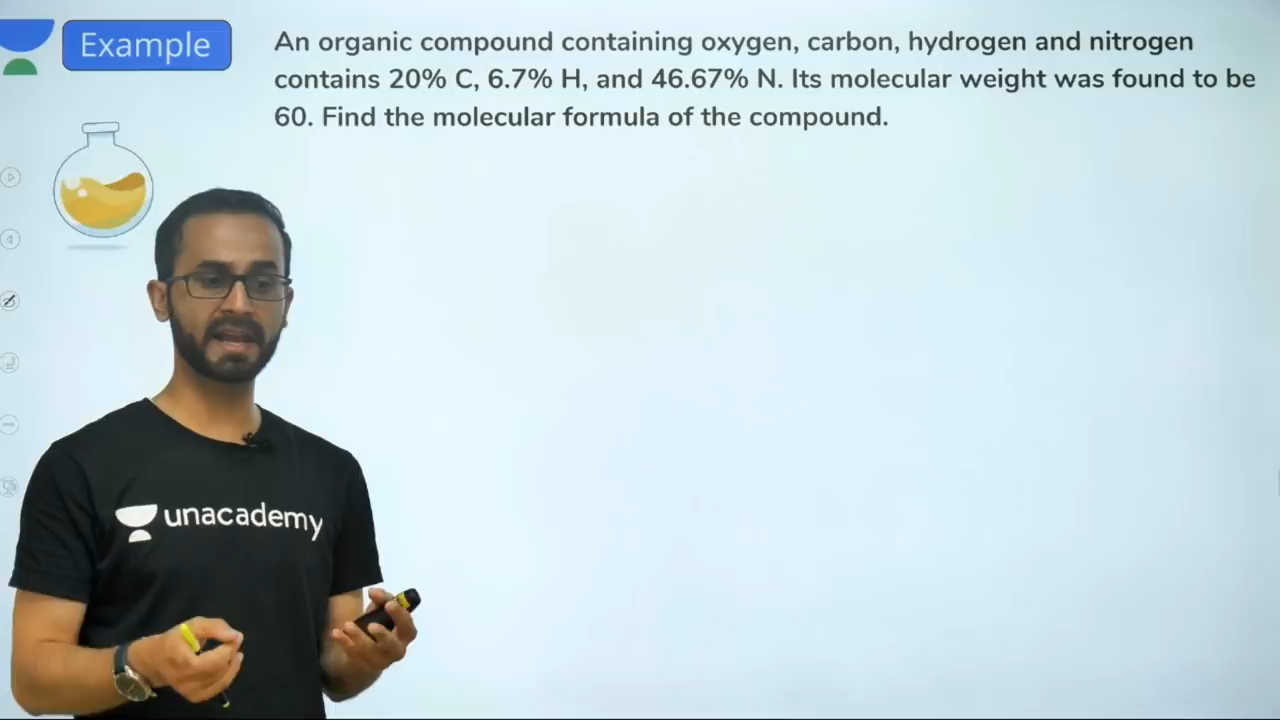 Example
An organic compound containing oxygen, carbon, hydrogen and nitrogen
contains 20% C, 6.7% H, and 46.67% N. Its molecular weight was found to be
60. Find the molecular formula of the compound.
unacademy